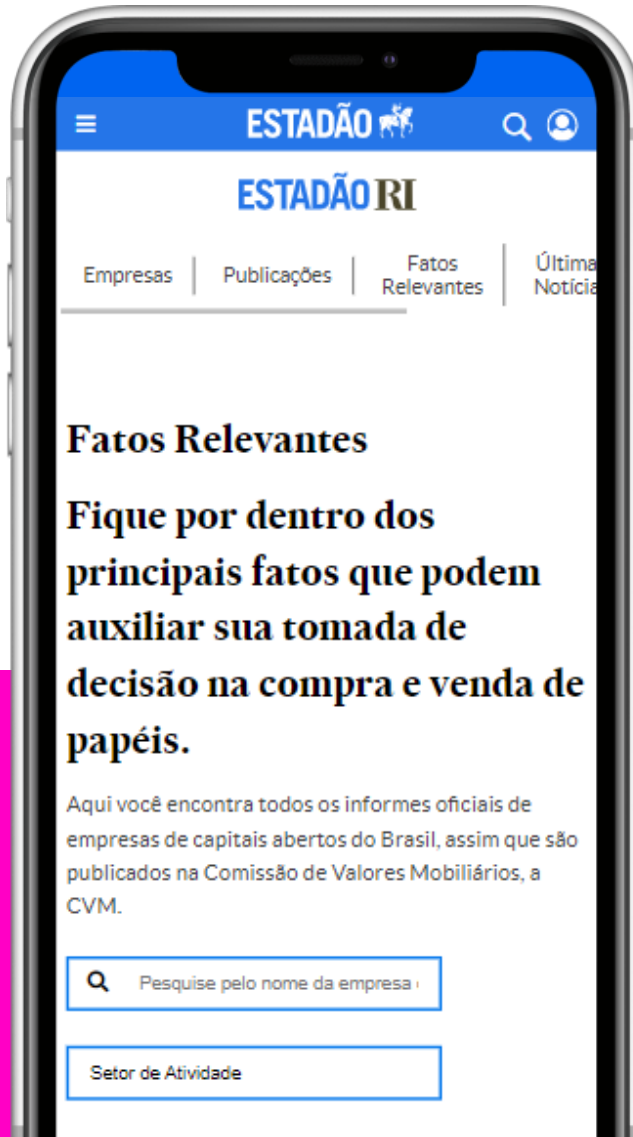 ESTADÃO
ESTADÃO RI
Empresas
Publicações
Fatos
Relevantes
Última
Notícia
Fatos Relevantes
Fique por dentro dos
principais fatos que podem
auxiliar sua tomada de
decisão na compra e venda de
papéis.
Aqui você encontra todos os informes oficiais de
empresas de capitais abertos do Brasil, assim que são
publicados na Comissão de Valores Mobiliários, a
CVM.
Pesquise pelo nome da empresa
Setor de Atividade